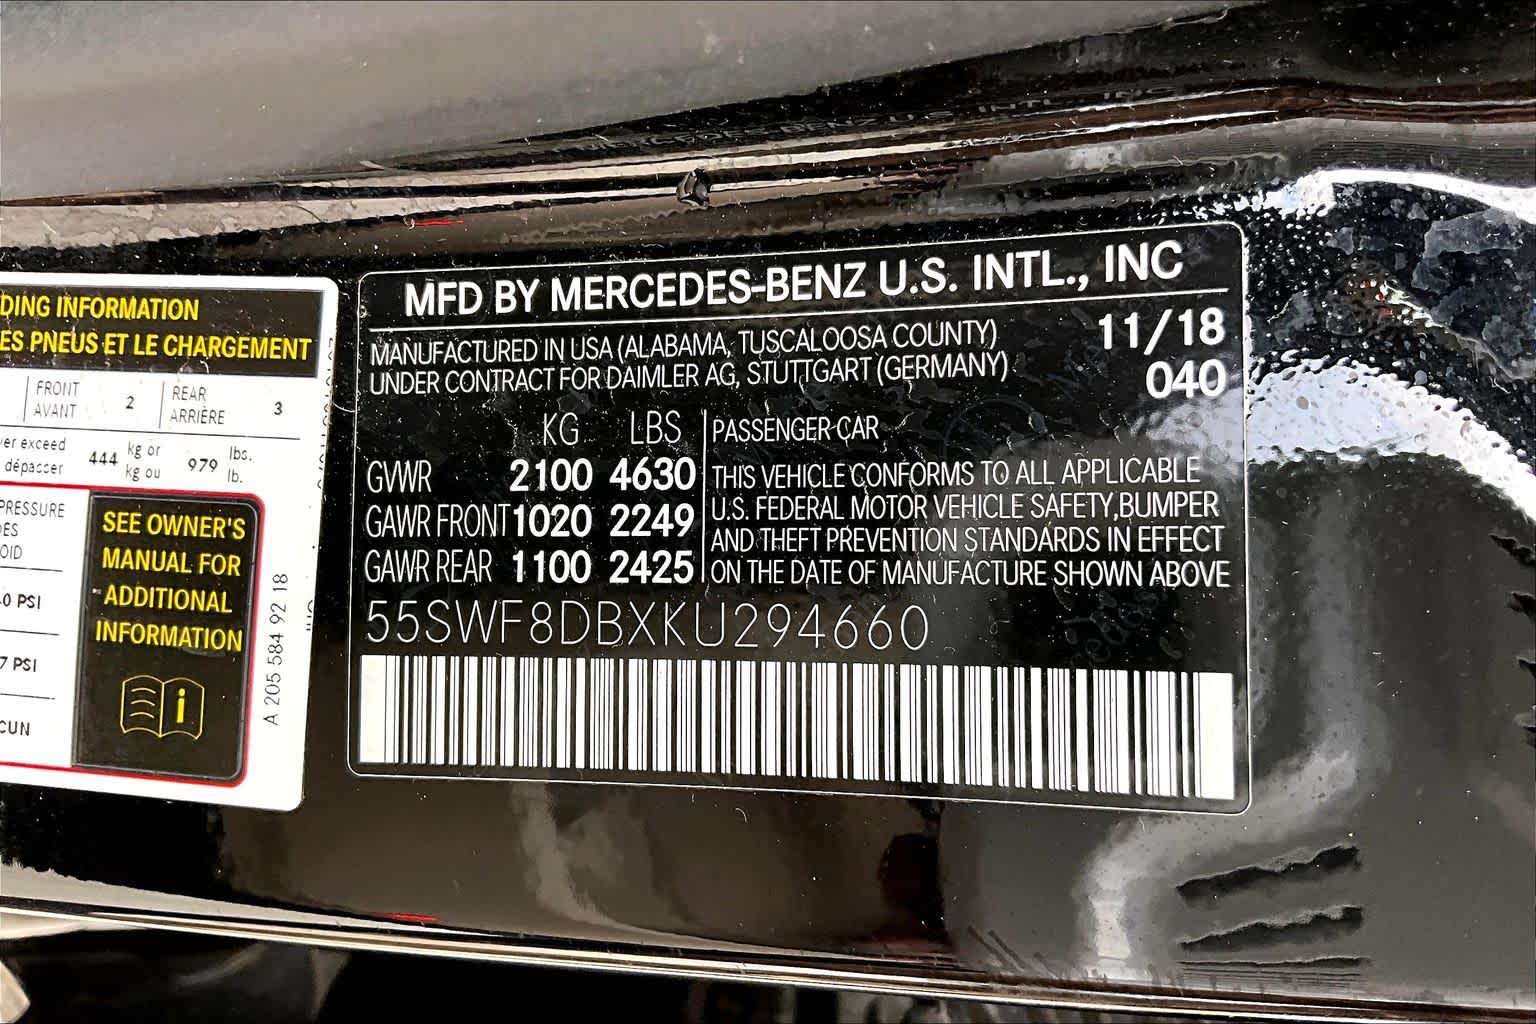 DING INFORMATION
ES PNEUS ET LE CHARGEMENT
FRONT
AVANT
2
REAR
ARRIÈRE
3
ver exceed
dépasser
444
kg or
kg ou
979
lbs.
lb.
PRESSURE
DES
OID
.0 PSI
7 PSI
CUN
SEE OWNER'S
MANUAL FOR
ADDITIONAL
INFORMATION
i
A 205 584 92 18
MFD BY MERCEDES-BENZ U.S. INTL., INC
MANUFACTURED IN USA (ALABAMA, TUSCALOOSA COUNTY)
UNDER CONTRACT FOR DAIMLER AG, STUTTGART (GERMANY)
11/18
040
KG LBS
GVWR 2100 4630
GAWR FRONT 1020 2249
GAWR REAR 1100 2425
PASSENGER CAR
THIS VEHICLE CONFORMS TO ALL APPLICABLE
U.S. FEDERAL MOTOR VEHICLE SAFETY,BUMPER
AND THEFT PREVENTION STANDARDS IN EFFECT
ON THE DATE OF MANUFACTURE SHOWN ABOVE
55SWF8DBXKU294660